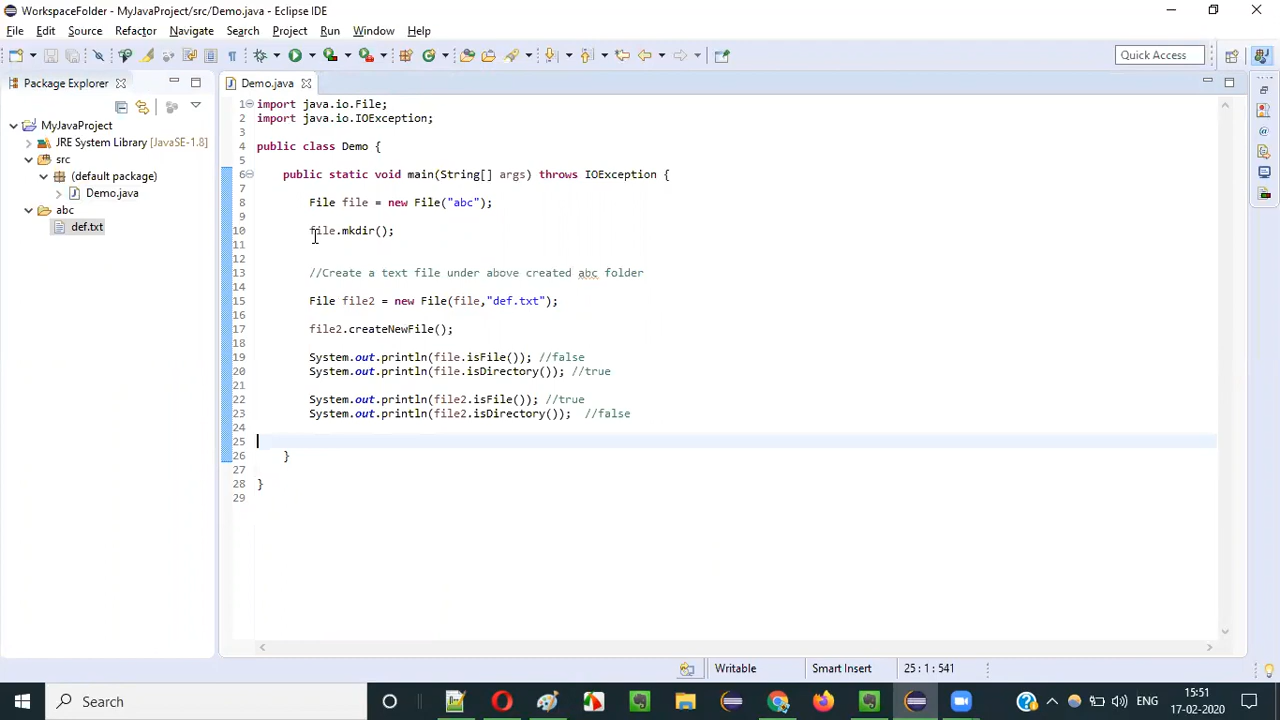 WorkspaceFolder - MyJavaProject/src/Demo.java - Eclipse IDE
File Edit Source Refactor Navigate Search Project Run Window Help
Quick Access
Package Explorer
Demo.java
MyJavaProject
JRE System Library [JavaSE-1.8]
src
(default package)
Demo.java
abc
def.txt
1 import java.io.File;
2 import java.io.IOException;
3
4 public class Demo {
5
6 public static void main(String[] args) throws IOException {
7
8 File file = new File("abc");
9
10 file.mkdir();
11
12
13 //Create a text file under above created abc folder
14
15 File file2 = new File(file,"def.txt");
16
17 file2.createNewFile();
18
19 System.out.println(file.isFile()); //false
20 System.out.println(file.isDirectory()); //true
21
22 System.out.println(file2.isFile()); //true
23 System.out.println(file2.isDirectory());  //false
24
25
26 }
27
28 }
29
Writable Smart Insert 25 : 1 : 541
Search
ENG
15:51
17-02-2020